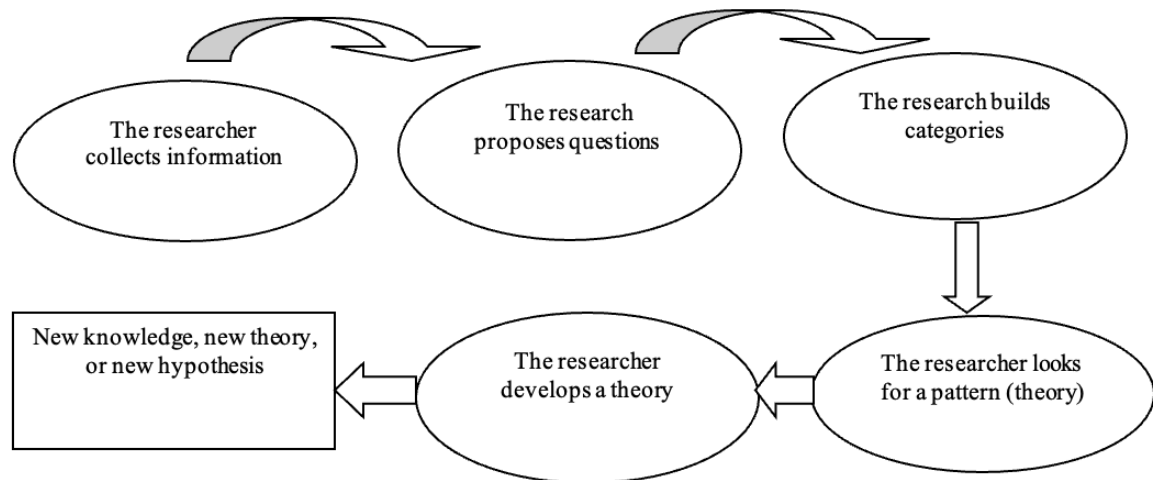 The researcher
collects information
The research
proposes questions
The research builds
categories
The researcher looks
for a pattern (theory)
The researcher
develops a theory
New knowledge, new theory,
or new hypothesis